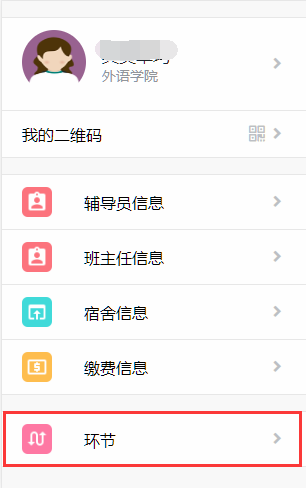 外语学院
我的二维码
辅导员信息
班主任信息
宿舍信息
缴费信息
环节